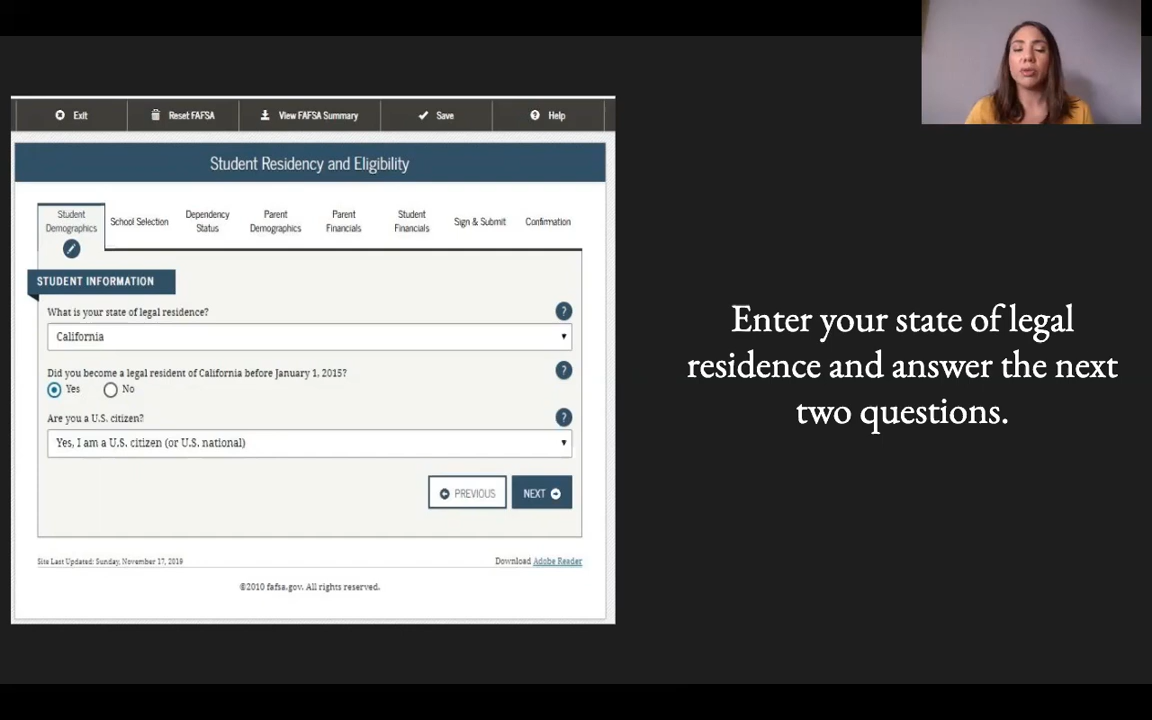 Exit
Reset FAFSA
View FAFSA Summary
Save
Help
Student Residency and Eligibility
Student Demographics
School Selection
Dependency Status
Parent Demographics
Parent Financials
Student Financials
Sign & Submit
Confirmation
STUDENT INFORMATION
What is your state of legal residence?
?
California
Did you become a legal resident of California before January 1, 2015?
?
Yes
No
Are you a U.S. citizen?
?
Yes, I am a U.S. citizen (or U.S. national)
PREVIOUS
NEXT
Site Last Updated: Sunday, November 17, 2019
Download Adobe Reader
©2010 fafsa.gov. All rights reserved.
Enter your state of legal
residence and answer the next
two questions.